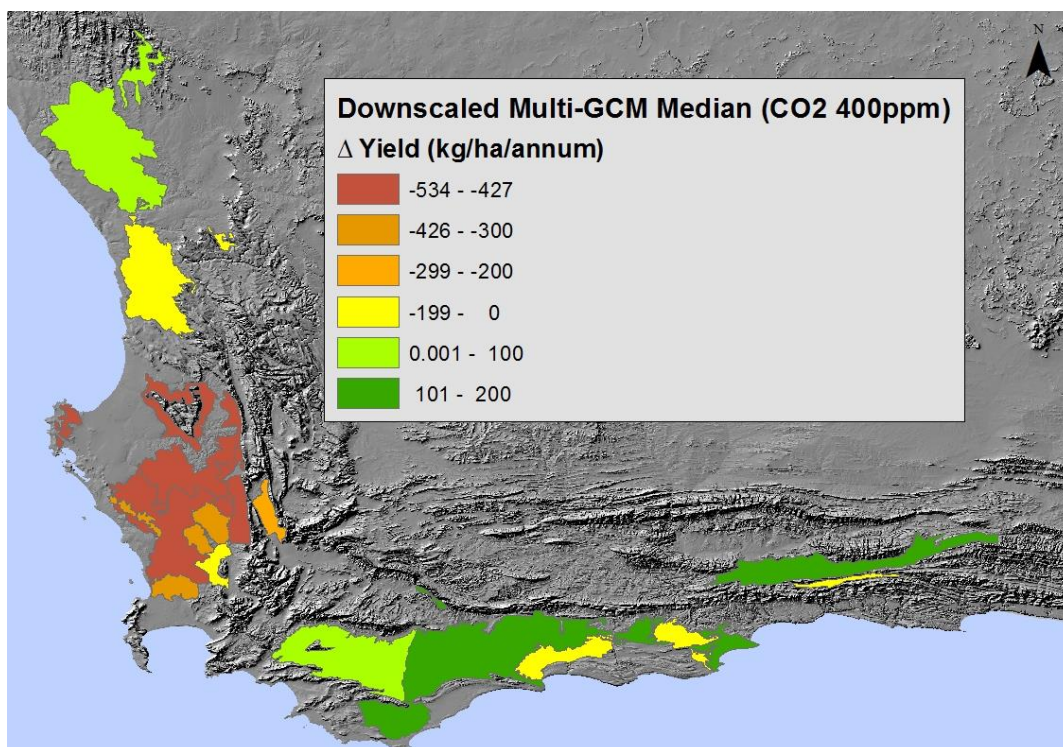 N
Downscaled Multi-GCM Median (CO2 400ppm)
Δ Yield (kg/ha/annum)
-534 - -427
-426 - -300
-299 - -200
-199 - 0
0.001 - 100
101 - 200